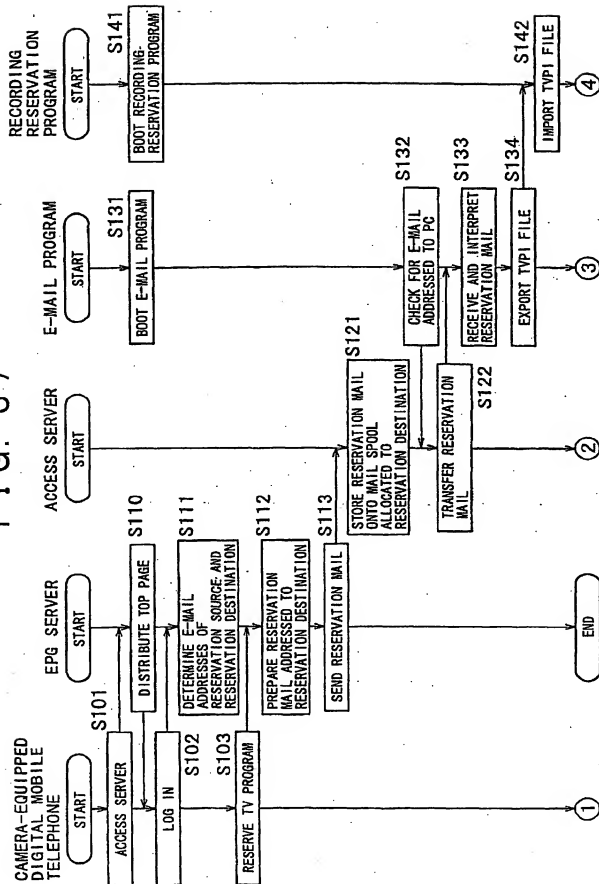 CAMERA-EQUIPPED
DIGITAL MOBILE
TELEPHONE
START
ACCESS SERVER
S101
LOG IN
S102
RESERVE TV PROGRAM
S103
1
EPG SERVER
START
DISTRIBUTE TOP PAGE
S110
DETERMINE E-MAIL
ADDRESSES OF
RESERVATION SOURCE AND
RESERVATION DESTINATION
S111
PREPARE RESERVATION
MAIL ADDRESSED TO
RESERVATION DESTINATION
S112
SEND RESERVATION MAIL
S113
END
ACCESS SERVER
START
STORE RESERVATION MAIL
ONTO MAIL SPOOL
ALLOCATED TO
RESERVATION DESTINATION
S121
TRANSFER RESERVATION
MAIL
S122
2
E-MAIL PROGRAM
START
BOOT E-MAIL PROGRAM
S131
CHECK FOR E-MAIL
ADDRESSED TO PC
S132
RECEIVE AND INTERPRET
RESERVATION MAIL
S133
EXPORT TVPI FILE
S134
3
RECORDING
RESERVATION
PROGRAM
START
BOOT RECORDING-
RESERVATION PROGRAM
S141
IMPORT TVPI FILE
S142
4